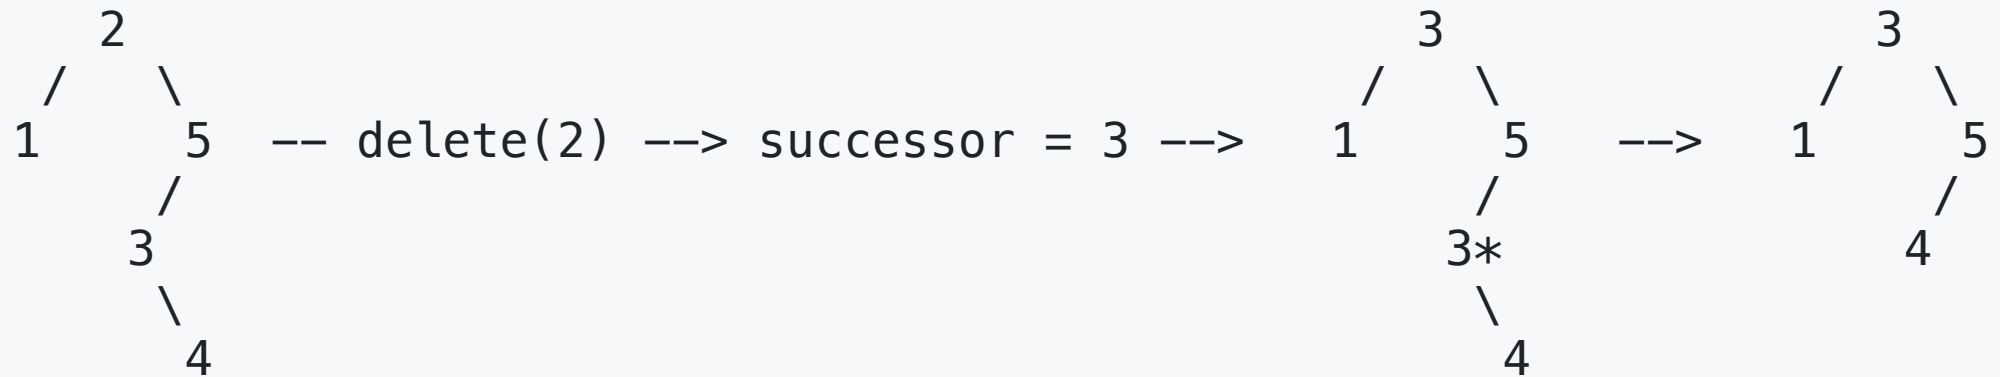 2                                             3               3
    /   \                                         /   \           /   \
   1     5  -- delete(2) --> successor = 3 -->   1     5   -->   1     5
        /                                             /               /
       3                                             3*              4
        \                                             \
         4                                             4